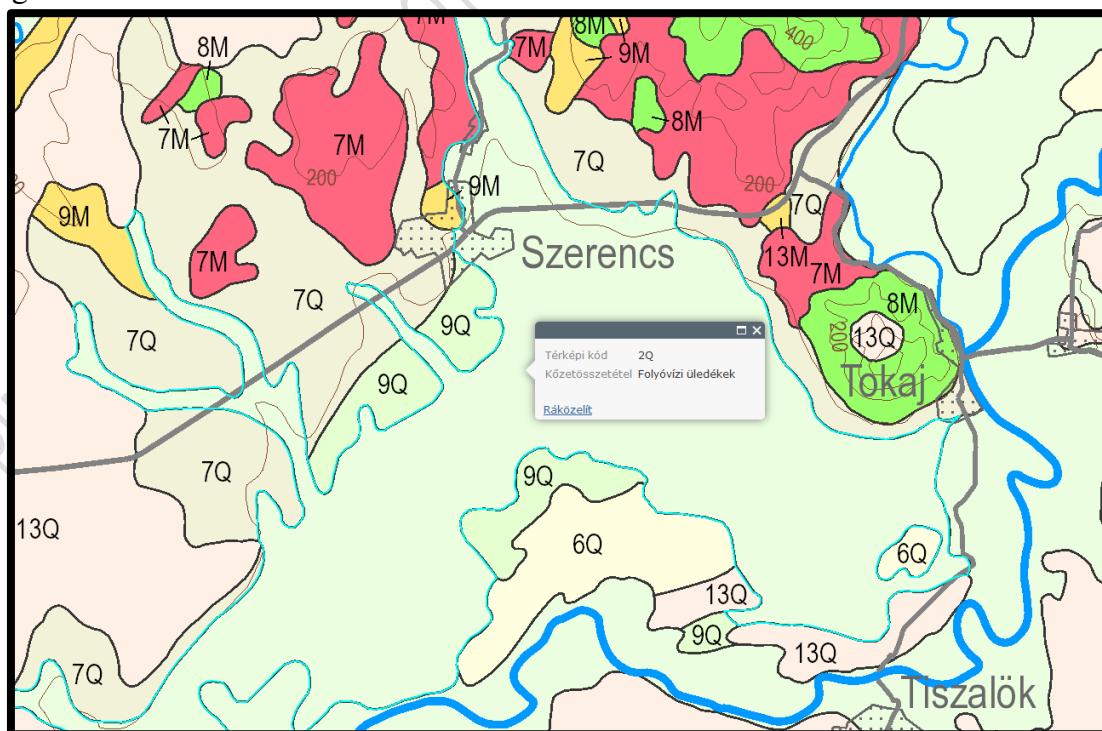 7M
8M
9M
400
8M
7M
8M
7M
7M
200
7Q
9M
200
7Q
9M
Szerencs
13M
7M
7M
8M
7Q
9Q
200
13Q
7Q
Térképi kód 2Q
Kőzetösszetétel Folyóvízi üledékek
Ráközelít
9Q
Tokaj
7Q
9Q
13Q
6Q
6Q
13Q
9Q
13Q
7Q
Tiszalök